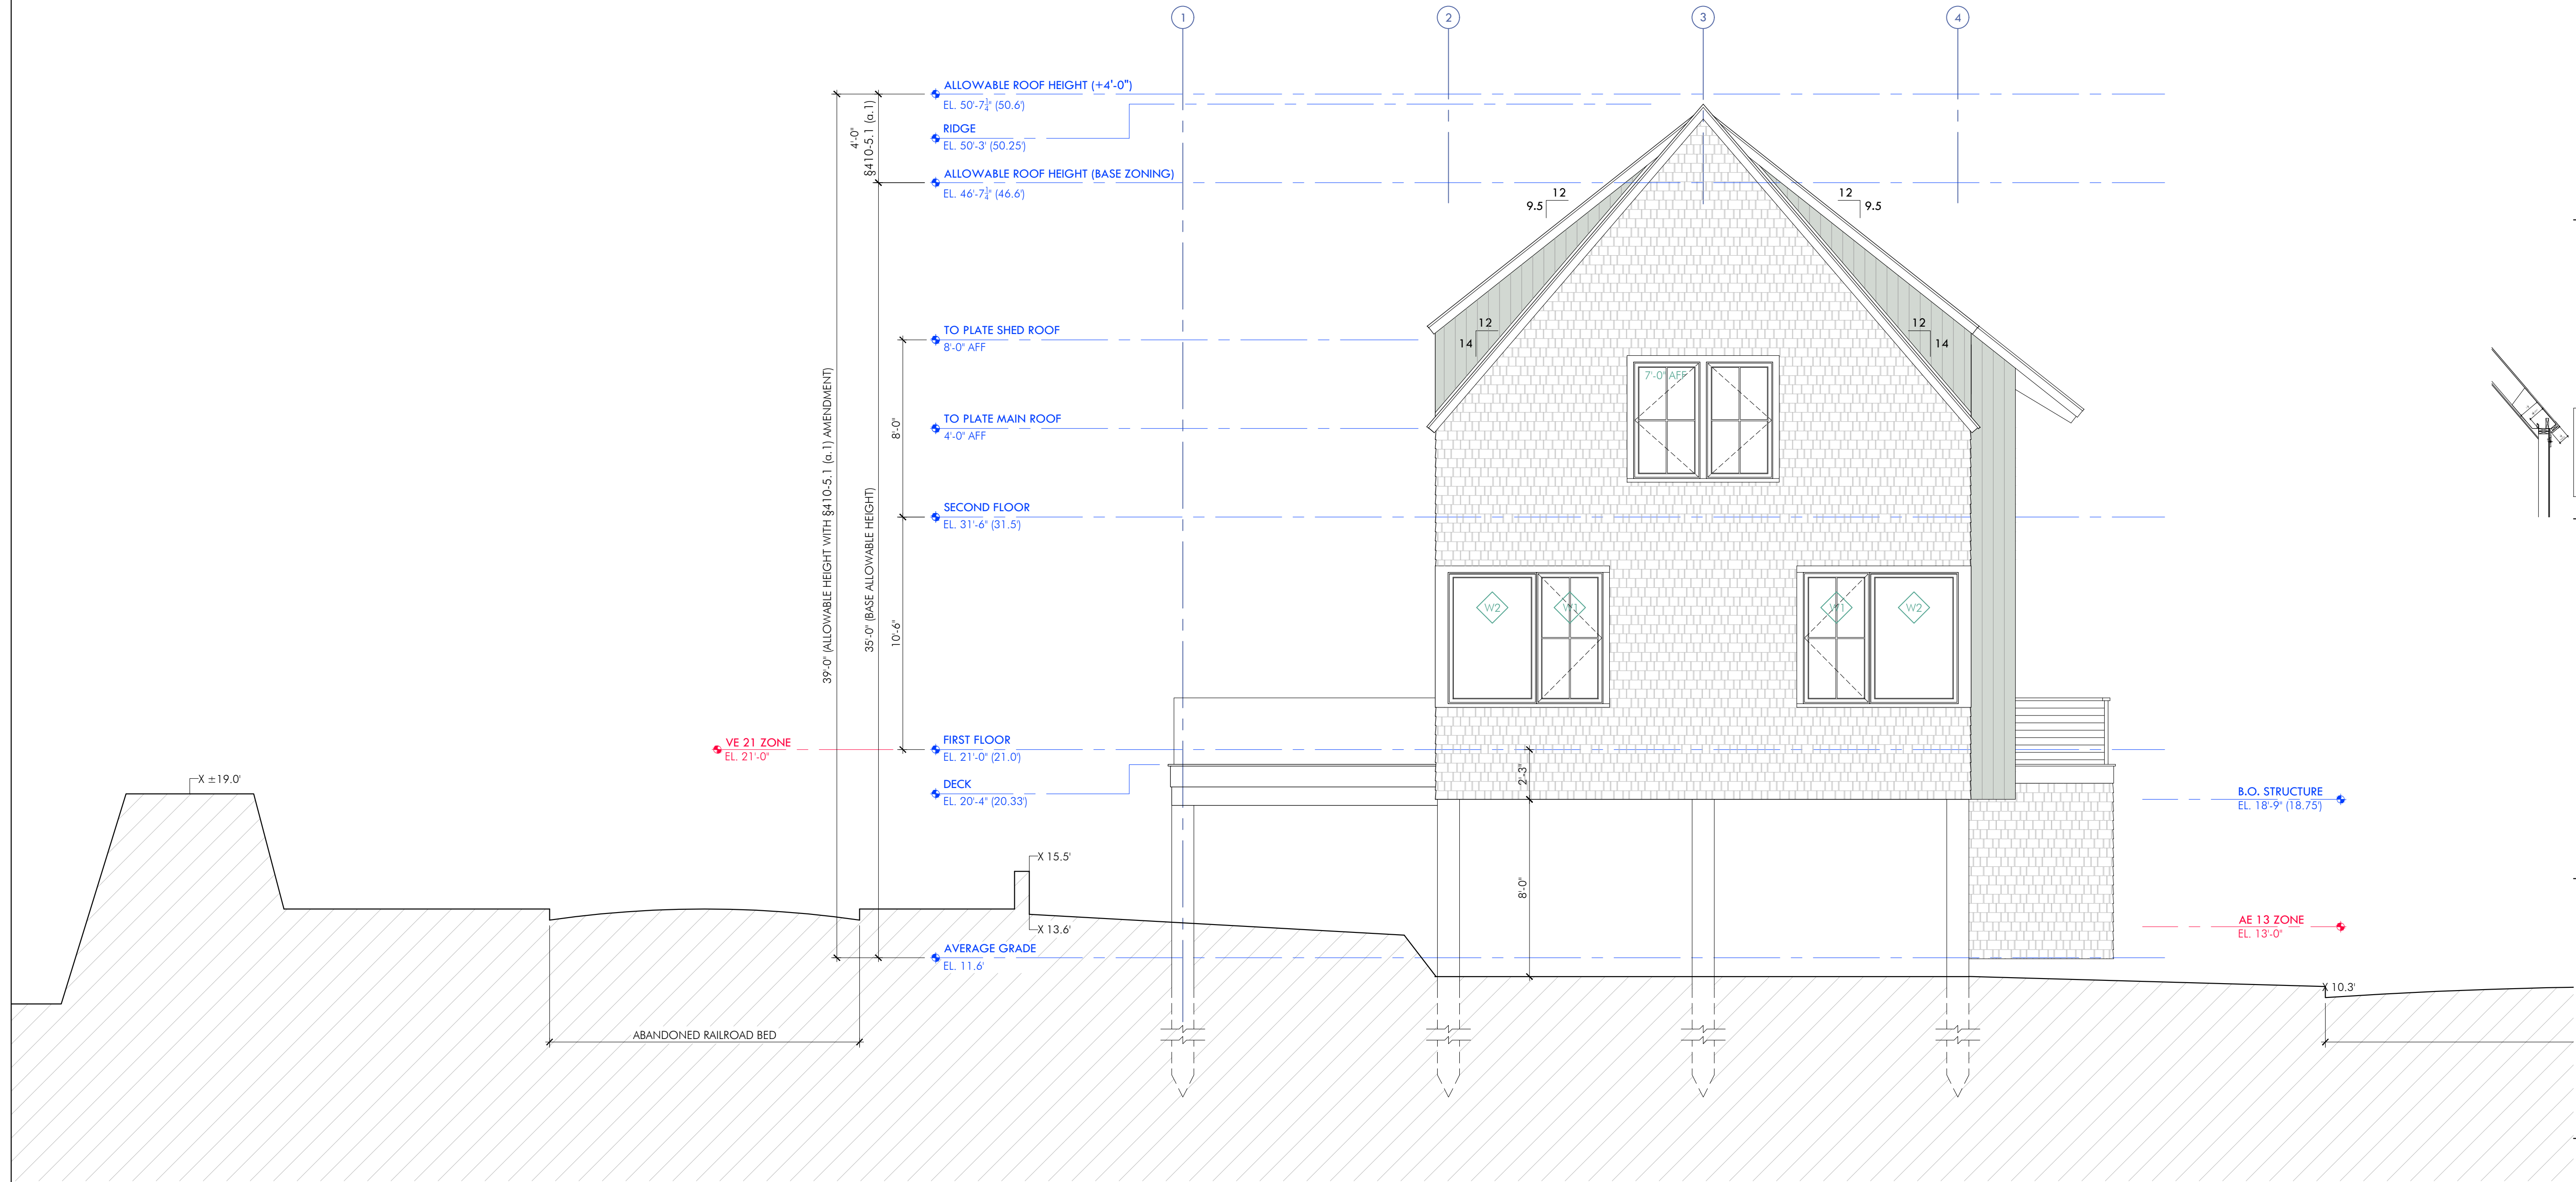 1
2
3
4
ALLOWABLE ROOF HEIGHT (+4'-0")
EL. 50'-7¼" (50.6')
RIDGE
EL. 50'-3' (50.25')
ALLOWABLE ROOF HEIGHT (BASE ZONING)
EL. 46'-7¼" (46.6')
4'-0"
§410-5.1 (a.1)
12
9.5
12
9.5
TO PLATE SHED ROOF
8'-0" AFF
12
14
12
14
7'-0" AFF
TO PLATE MAIN ROOF
4'-0" AFF
8'-0"
39'-0" (ALLOWABLE HEIGHT WITH §410-5.1 (a.1) AMENDMENT)
35'-0" (BASE ALLOWABLE HEIGHT)
SECOND FLOOR
EL. 31'-6" (31.5')
10'-6"
W2
W1
W1
W2
VE 21 ZONE
EL. 21'-0"
FIRST FLOOR
EL. 21'-0" (21.0')
2'-3"
DECK
EL. 20'-4" (20.33')
X ±19.0'
B.O. STRUCTURE
EL. 18'-9" (18.75')
X 15.5'
8'-0"
X 13.6'
AE 13 ZONE
EL. 13'-0"
AVERAGE GRADE
EL. 11.6'
X 10.3'
ABANDONED RAILROAD BED